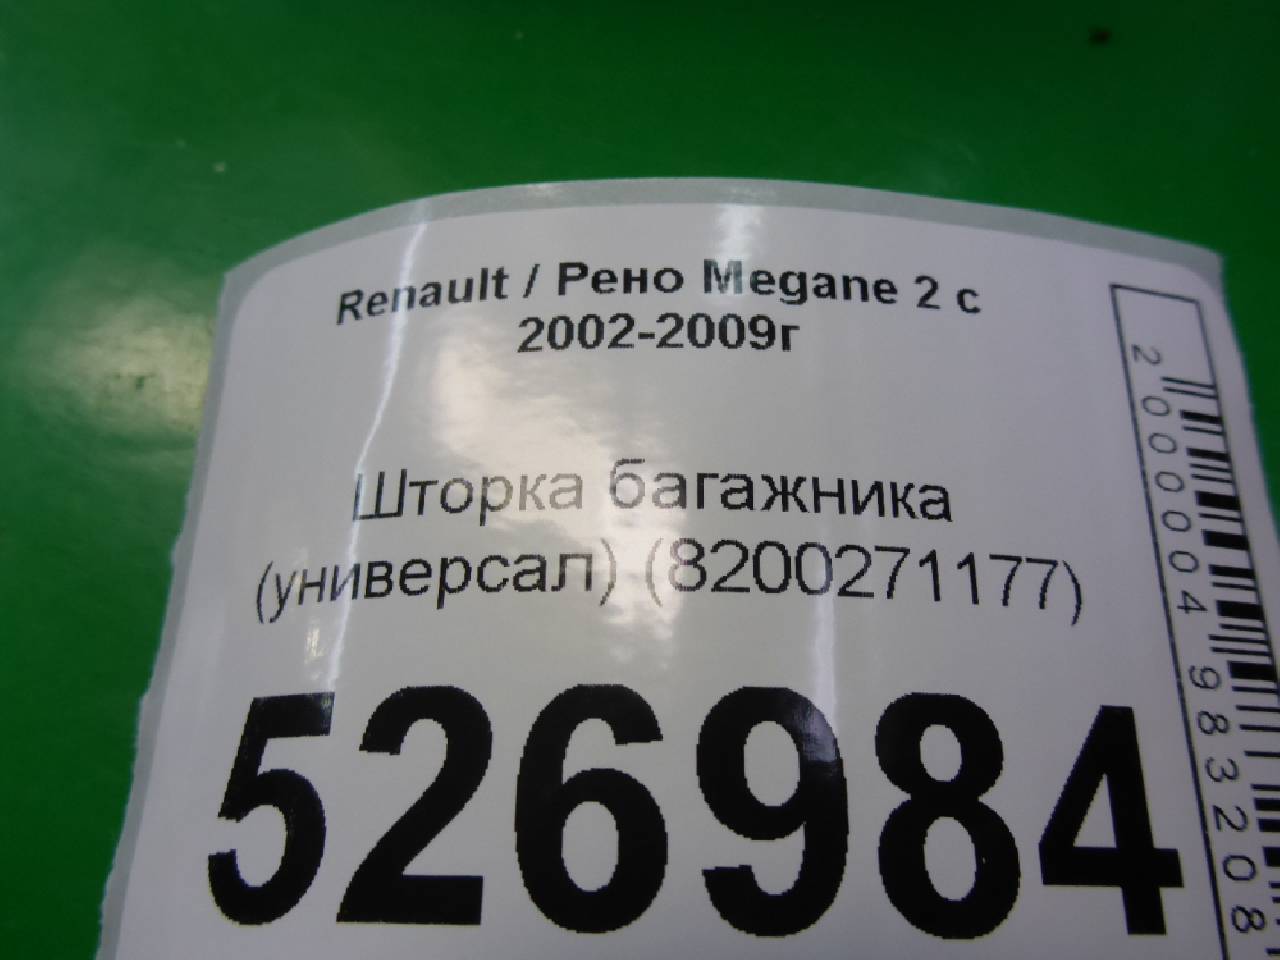 Renault / Рено Megane 2 с
2002-2009г
Шторка багажника
(универсал) (8200271177)
526984
2000004983208